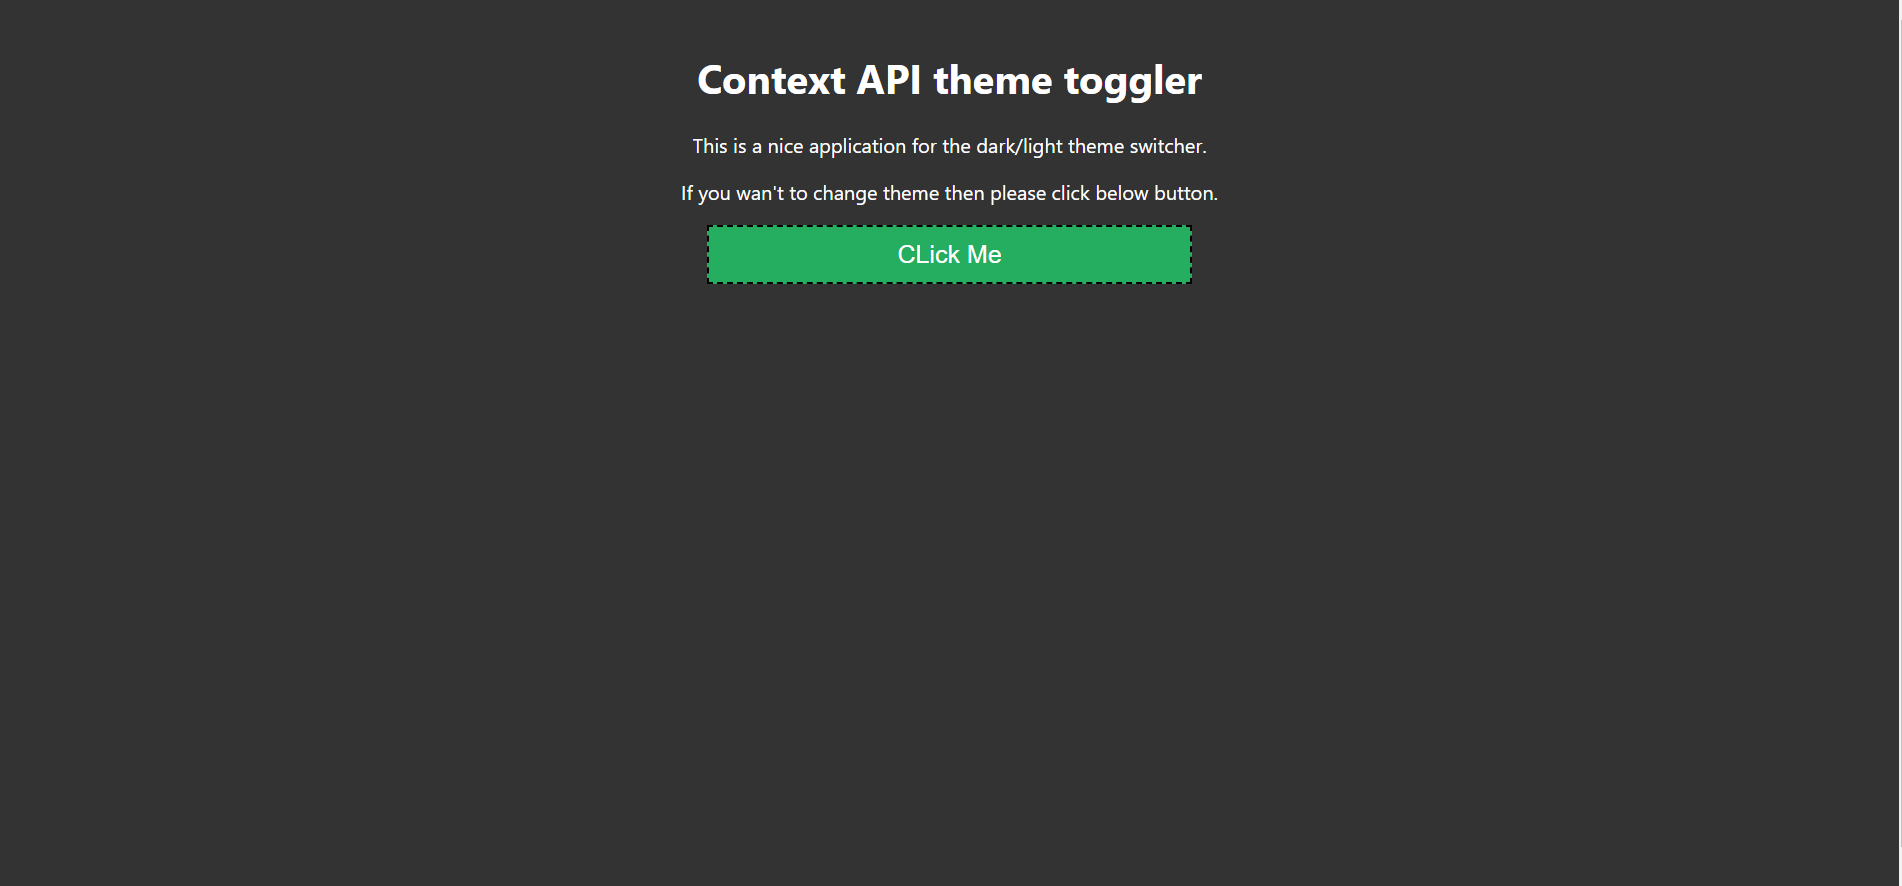 Context API theme toggler
This is a nice application for the dark/light theme switcher.
If you wan't to change theme then please click below button.
CLick Me